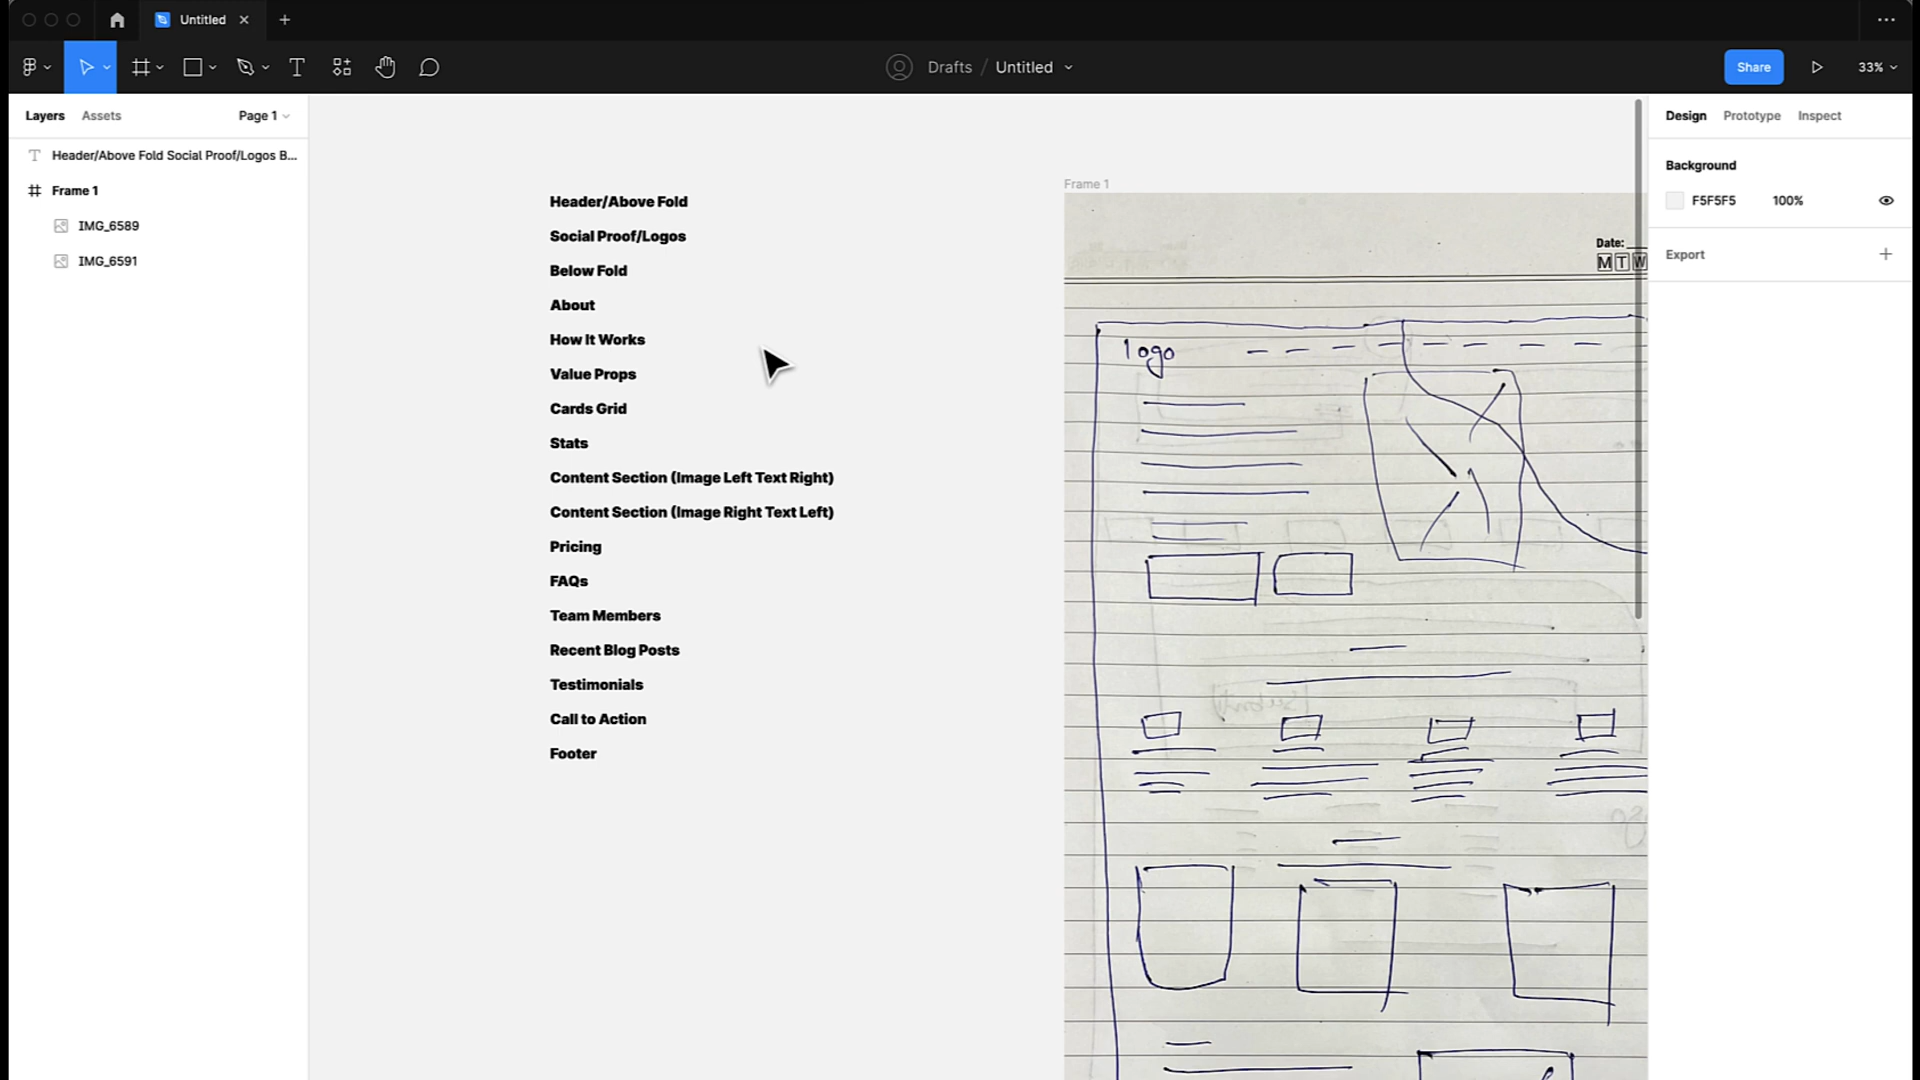 Untitled
Drafts / Untitled
Share
33%
Layers
Assets
Page 1
Header/Above Fold Social Proof/Logos B...
Frame 1
IMG_6589
IMG_6591
Header/Above Fold
Social Proof/Logos
Below Fold
About
How It Works
Value Props
Cards Grid
Stats
Content Section (Image Left Text Right)
Content Section (Image Right Text Left)
Pricing
FAQs
Team Members
Recent Blog Posts
Testimonials
Call to Action
Footer
Frame 1
Date:
M T W
logo
Design
Prototype
Inspect
Background
F5F5F5
100%
Export